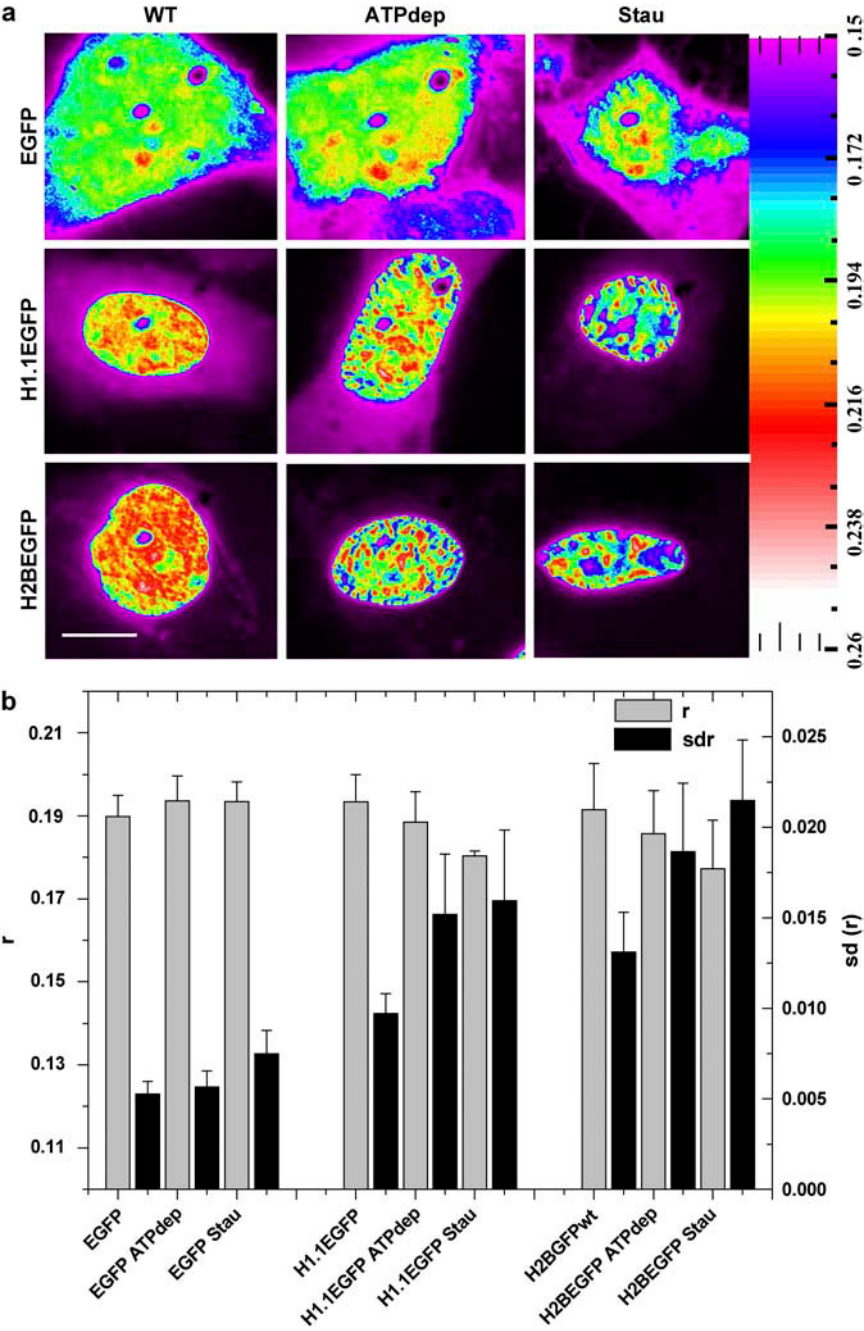 a
WT
ATPdep
Stau
EGFP
H1.1EGFP
H2BEGFP
0.15
0.172
0.194
0.216
0.238
0.26
b
r
sdr
0.21
0.19
0.17
0.15
0.13
0.11
r
0.025
0.020
0.015
0.010
0.005
0.000
sd (r)
EGFP
EGFP ATPdep
EGFP Stau
H1.1EGFP
H1.1EGFP ATPdep
H1.1EGFP Stau
H2BGFPwt
H2BEGFP ATPdep
H2BEGFP Stau